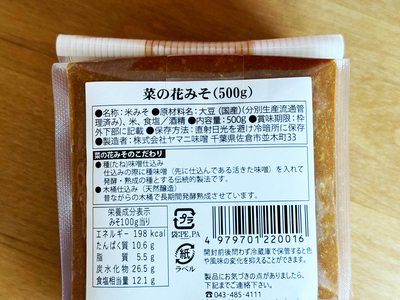 菜の花みそ(500g)
●名称:米みそ●原材料名:大豆(国産)(分別生産流通管
理済み)、米、食塩/酒精●内容量:500g●賞味期限:枠
外下部に記載●保存方法:直射日光を避け冷暗所に保存
●製造者:株式会社ヤマニ味噌 千葉県佐倉市並木町33
菜の花みそのこだわり
●種(たね)味噌仕込み
仕込みの際に種味噌(先に仕込んである活きた味噌)を入れて
発酵・熟成の種とする伝統的製法です。
●木桶仕込み(天然醸造)
昔ながらの木桶で長期間発酵熟成させています。
栄養成分表示
みそ100g当り
エネルギー 198 kcal
たんぱく質 10.6 g
脂質 5.5 g
炭水化物 26.5 g
食塩相当量 12.1 g
プラ
袋:PE、PA
紙
ラベル
4 979701 220016
開封前使わず冷蔵庫で保管すると色
や風味の変化を抑えることができます。
製品にお気づきの点がありましたら、
下記までご連絡下さい。
☎043-485-4111